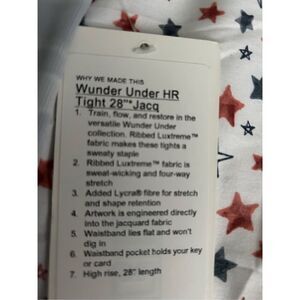 WHY WE MADE THIS
Wunder Under HR
Tight 28"*Jacq
1. Train, flow, and restore in the
versatile Wunder Under
collection. Ribbed Luxtreme™
fabric makes these tights a
sweaty staple
2. Ribbed Luxtreme™ fabric is
sweat-wicking and four-way
stretch
3. Added Lycra® fibre for stretch
and shape retention
4. Artwork is engineered directly
into the jacquard fabric
5. Waistband lies flat and won't
dig in
6. Waistband pocket holds your key
or card
7. High rise, 28" length